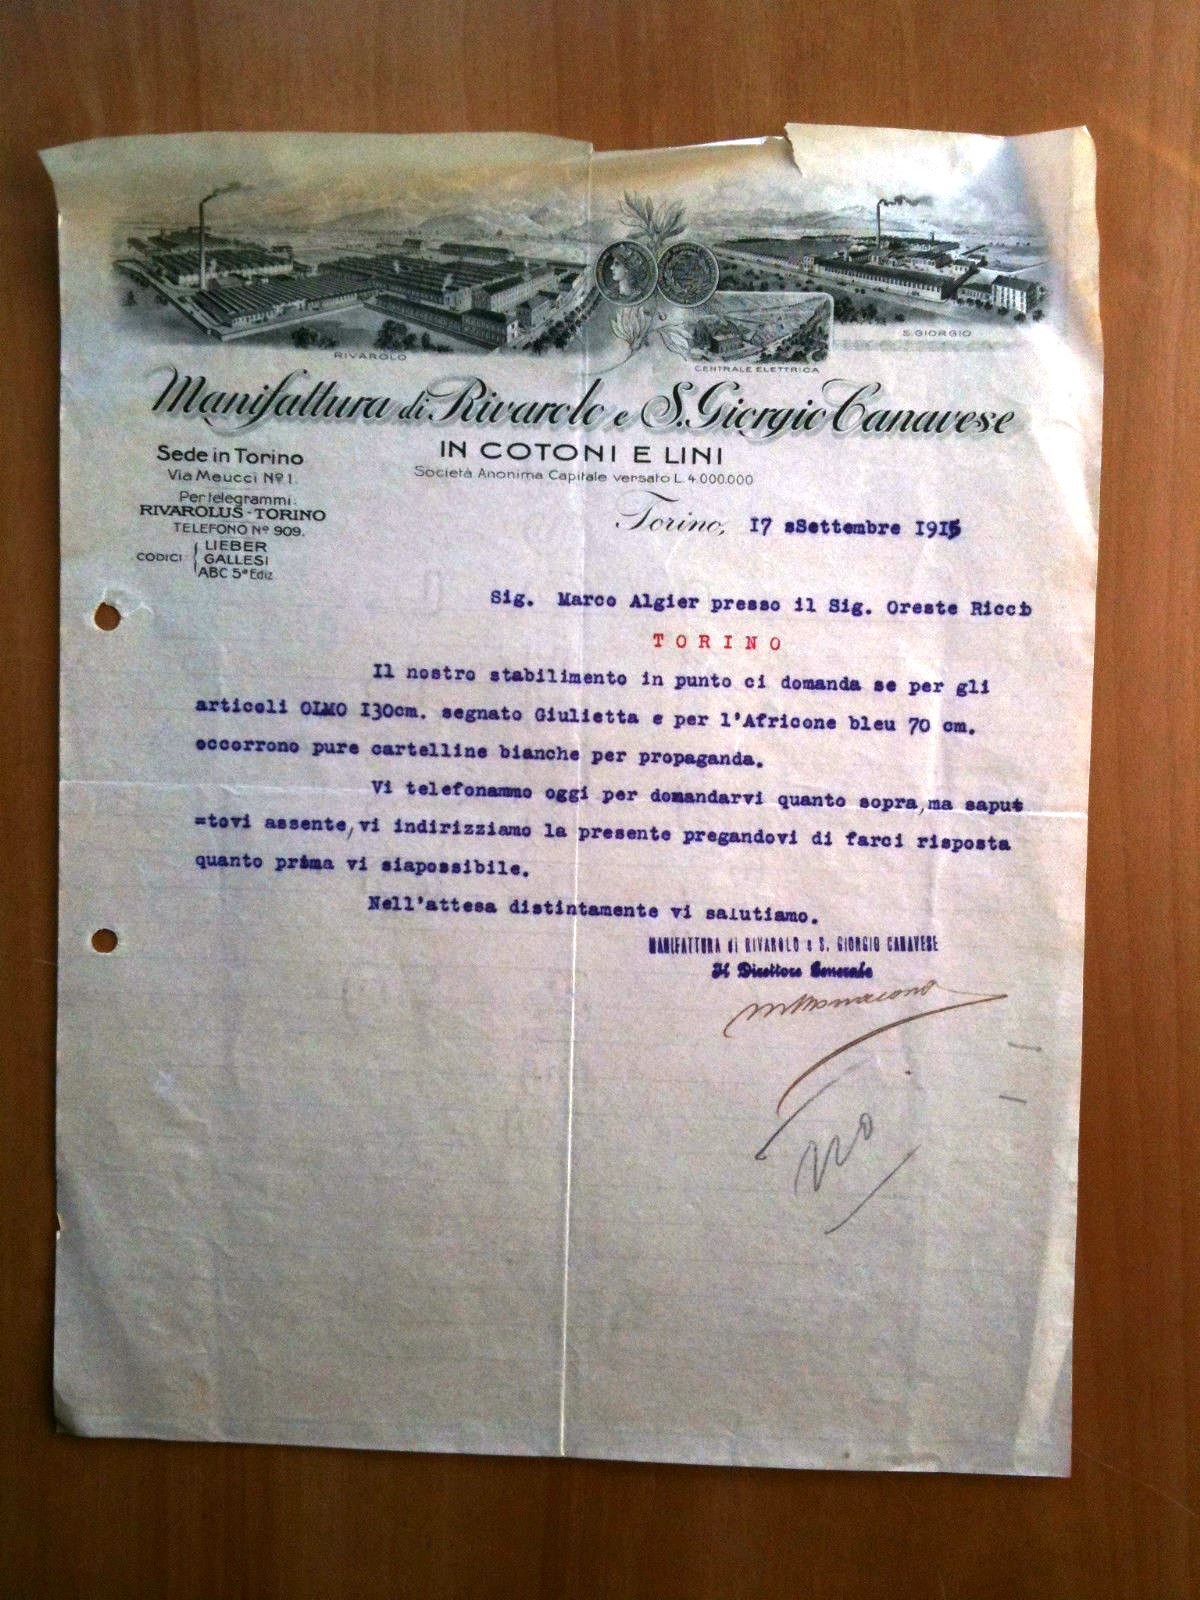 RIVAROLO
S. GIORGIO
CENTRALE ELETTRICA
Manifattura di Rivarolo e S. Giorgio Canavese
IN COTONI E LINI
Società Anonima Capitale versato L. 4.000.000
Sede in Torino
Via Meucci Nº 1.
Per telegrammi:
RIVAROLUS - TORINO
TELEFONO Nº 909.
CODICI LIEBER
GALLESI
ABC 5ª Ediz.
Torino, 17 sSettembre 1915
Sig. Marco Algier presso il Sig. Oreste Ricci
TORINO
Il nostro stabilimento in punto ci domanda se per gli
articoli OLMO I30cm. segnato Giulietta e per l'Africone bleu 70 cm.
occorrono pure cartelline bianche per propaganda.
Vi telefonammo oggi per domandarvi quanto sopra, ma saput
=tovi assente, vi indirizziamo la presente pregandovi di farci risposta
quanto prima vi siapossibile.
Nell'attesa distintamente vi salutiamo.
MANIFATTURA di RIVAROLO e S. GIORGIO CANAVESE
Il Direttore Generale